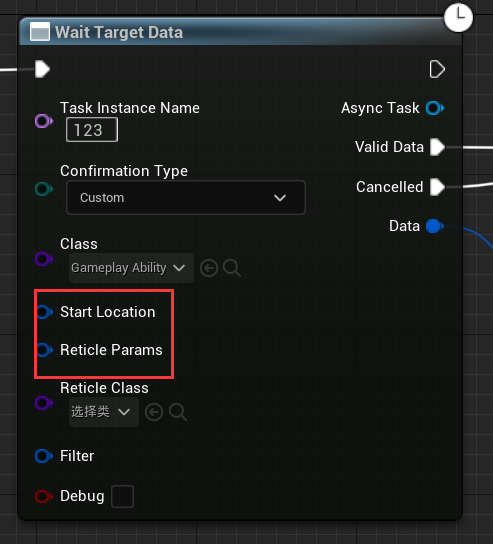 Wait Target Data
Task Instance Name
123
Async Task
Valid Data
Confirmation Type
Custom
Cancelled
Data
Class
Gameplay Ability
Start Location
Reticle Params
Reticle Class
选择类
Filter
Debug